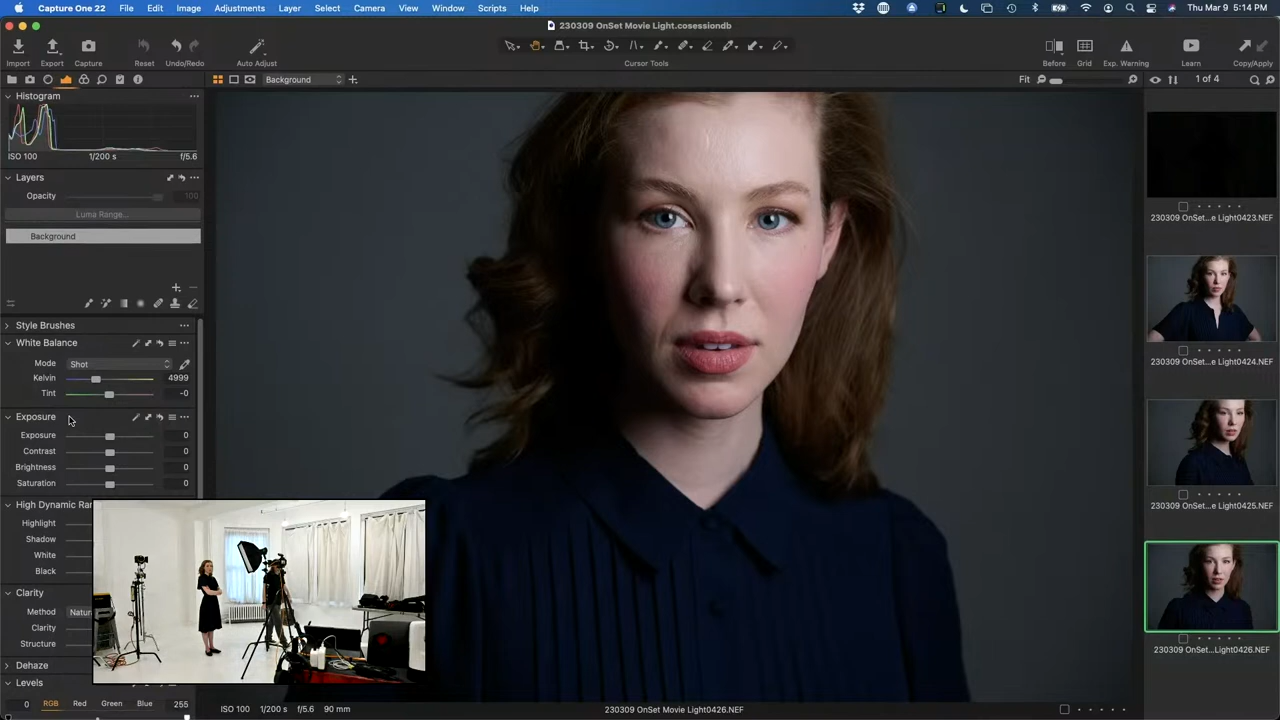 Capture One 22 File Edit Image Adjustments Layer Select Camera View Window Scripts Help Thu Mar 9 5:14 PM
230309 OnSet Movie Light.cosessiondb
Import Export Capture Reset Undo/Redo Auto Adjust Cursor Tools Before Grid Exp. Warning Learn Copy/Apply
Background Fit 1 of 4
Histogram
ISO 100 1/200 s f/5.6
Layers
Opacity 100
Luma Range...
Background
230309 OnSet...e Light0423.NEF
Style Brushes
White Balance
Mode Shot
Kelvin 4999
Tint -0
230309 OnSet...e Light0424.NEF
Exposure
Exposure 0
Contrast 0
Brightness 0
Saturation 0
230309 OnSet...e Light0425.NEF
High Dynamic Ra
Highlight
Shadow
White
Black
Clarity
Method Natur
Clarity
Structure
230309 OnSet...Light0426.NEF
Dehaze
Levels
0 RGB Red Green Blue 255
ISO 100 1/200 s f/5.6 90 mm 230309 OnSet Movie Light0426.NEF